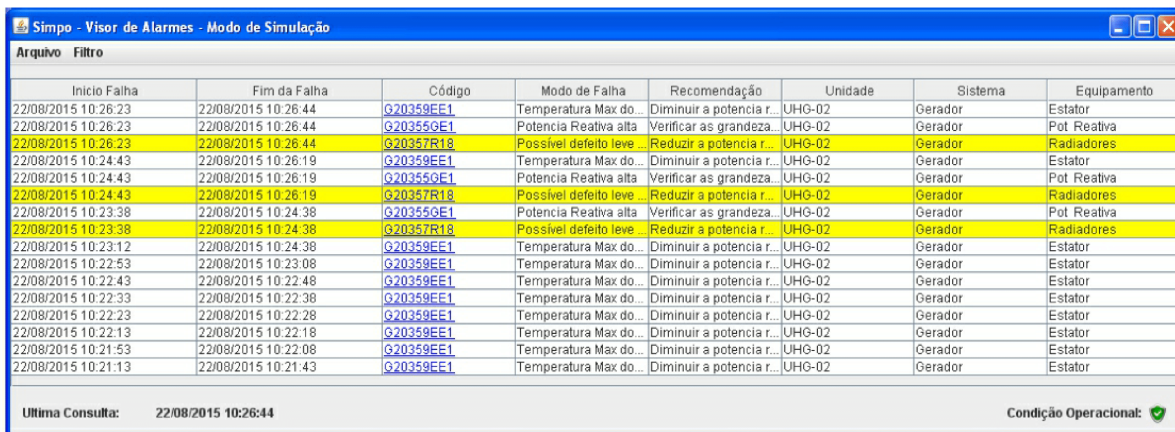 Simpo - Visor de Alarmes - Modo de Simulação
Arquivo Filtro
Inicio Falha Fim da Falha Código Modo de Falha Recomendação Unidade Sistema Equipamento
22/08/2015 10:26:23 22/08/2015 10:26:44 G20359EE1 Temperatura Max do... Diminuir a potencia r... UHG-02 Gerador Estator
22/08/2015 10:26:23 22/08/2015 10:26:44 G20355GE1 Potencia Reativa alta Verificar as grandeza... UHG-02 Gerador Pot Reativa
22/08/2015 10:26:23 22/08/2015 10:26:44 G20357R18 Possível defeito leve ... Reduzir a potencia r... UHG-02 Gerador Radiadores
22/08/2015 10:24:43 22/08/2015 10:26:19 G20359EE1 Temperatura Max do... Diminuir a potencia r... UHG-02 Gerador Estator
22/08/2015 10:24:43 22/08/2015 10:26:19 G20355GE1 Potencia Reativa alta Verificar as grandeza... UHG-02 Gerador Pot Reativa
22/08/2015 10:24:43 22/08/2015 10:26:19 G20357R18 Possível defeito leve ... Reduzir a potencia r... UHG-02 Gerador Radiadores
22/08/2015 10:23:38 22/08/2015 10:24:38 G20355GE1 Potencia Reativa alta Verificar as grandeza... UHG-02 Gerador Pot Reativa
22/08/2015 10:23:38 22/08/2015 10:24:38 G20357R18 Possível defeito leve ... Reduzir a potencia r... UHG-02 Gerador Radiadores
22/08/2015 10:23:12 22/08/2015 10:24:38 G20359EE1 Temperatura Max do... Diminuir a potencia r... UHG-02 Gerador Estator
22/08/2015 10:22:53 22/08/2015 10:23:08 G20359EE1 Temperatura Max do... Diminuir a potencia r... UHG-02 Gerador Estator
22/08/2015 10:22:43 22/08/2015 10:22:48 G20359EE1 Temperatura Max do... Diminuir a potencia r... UHG-02 Gerador Estator
22/08/2015 10:22:33 22/08/2015 10:22:38 G20359EE1 Temperatura Max do... Diminuir a potencia r... UHG-02 Gerador Estator
22/08/2015 10:22:23 22/08/2015 10:22:28 G20359EE1 Temperatura Max do... Diminuir a potencia r... UHG-02 Gerador Estator
22/08/2015 10:22:13 22/08/2015 10:22:18 G20359EE1 Temperatura Max do... Diminuir a potencia r... UHG-02 Gerador Estator
22/08/2015 10:21:53 22/08/2015 10:22:08 G20359EE1 Temperatura Max do... Diminuir a potencia r... UHG-02 Gerador Estator
22/08/2015 10:21:13 22/08/2015 10:21:43 G20359EE1 Temperatura Max do... Diminuir a potencia r... UHG-02 Gerador Estator
Ultima Consulta: 22/08/2015 10:26:44 Condição Operacional: